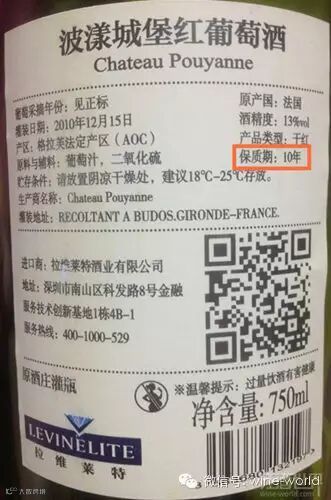 波漾城堡红葡萄酒
Chateau Pouyanne
葡萄采摘年份：见正标
灌装日期：2010年12月15日
产区：格拉芙法定产区（AOC）
原料与辅料：葡萄汁，二氧化硫
贮存条件：请放置阴凉干燥处，建议18℃-25℃存放。
生产商名称：Chateau Pouyanne
灌装地址：RECOLTANT A BUDOS.GIRONDE-FRANCE.
原产国：法国
酒精度：13%vol
产品类型：干红
保质期：10年
进口商：拉维莱特酒业有限公司
地址：深圳市南山区科发路8号金融
服务技术创新基地1栋4B-1
服务热线：400-1000-529
原酒庄灌瓶
LEVINELITE
拉维莱特
※温馨提示：过量饮酒有害健康
净含量：750ml
微信号：wine-world